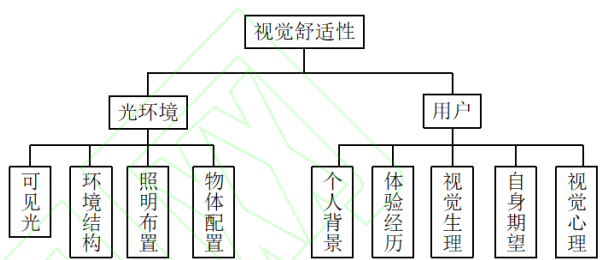 视觉舒适性
光环境
用户
可见光
环境结构
照明布置
物体配置
个人背景
体验经历
视觉生理
自身期望
视觉心理